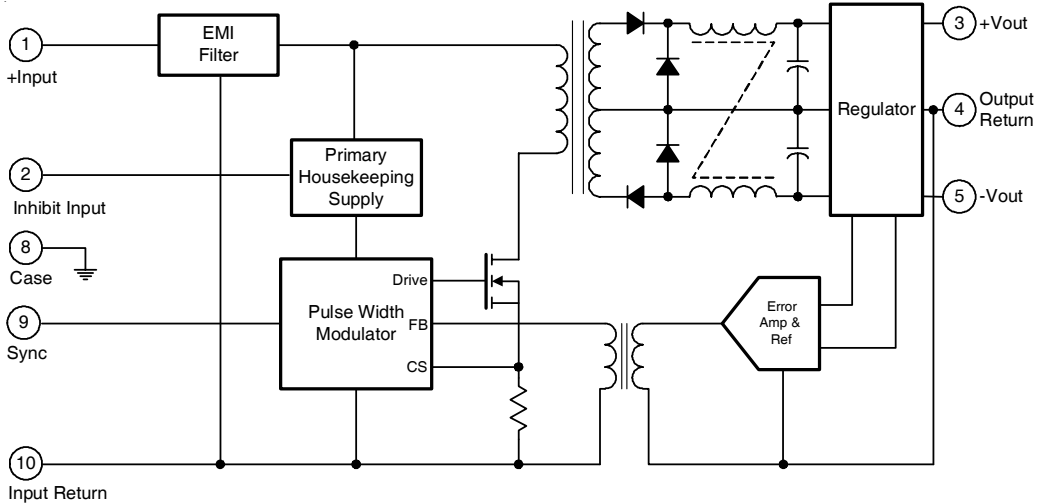 1
+Input
EMI
Filter
3
+Vout
4
Output
Return
Regulator
5
-Vout
2
Inhibit Input
Primary
Housekeeping
Supply
8
Case
9
Sync
Pulse Width
Modulator
Drive
FB
CS
Error
Amp &
Ref
10
Input Return